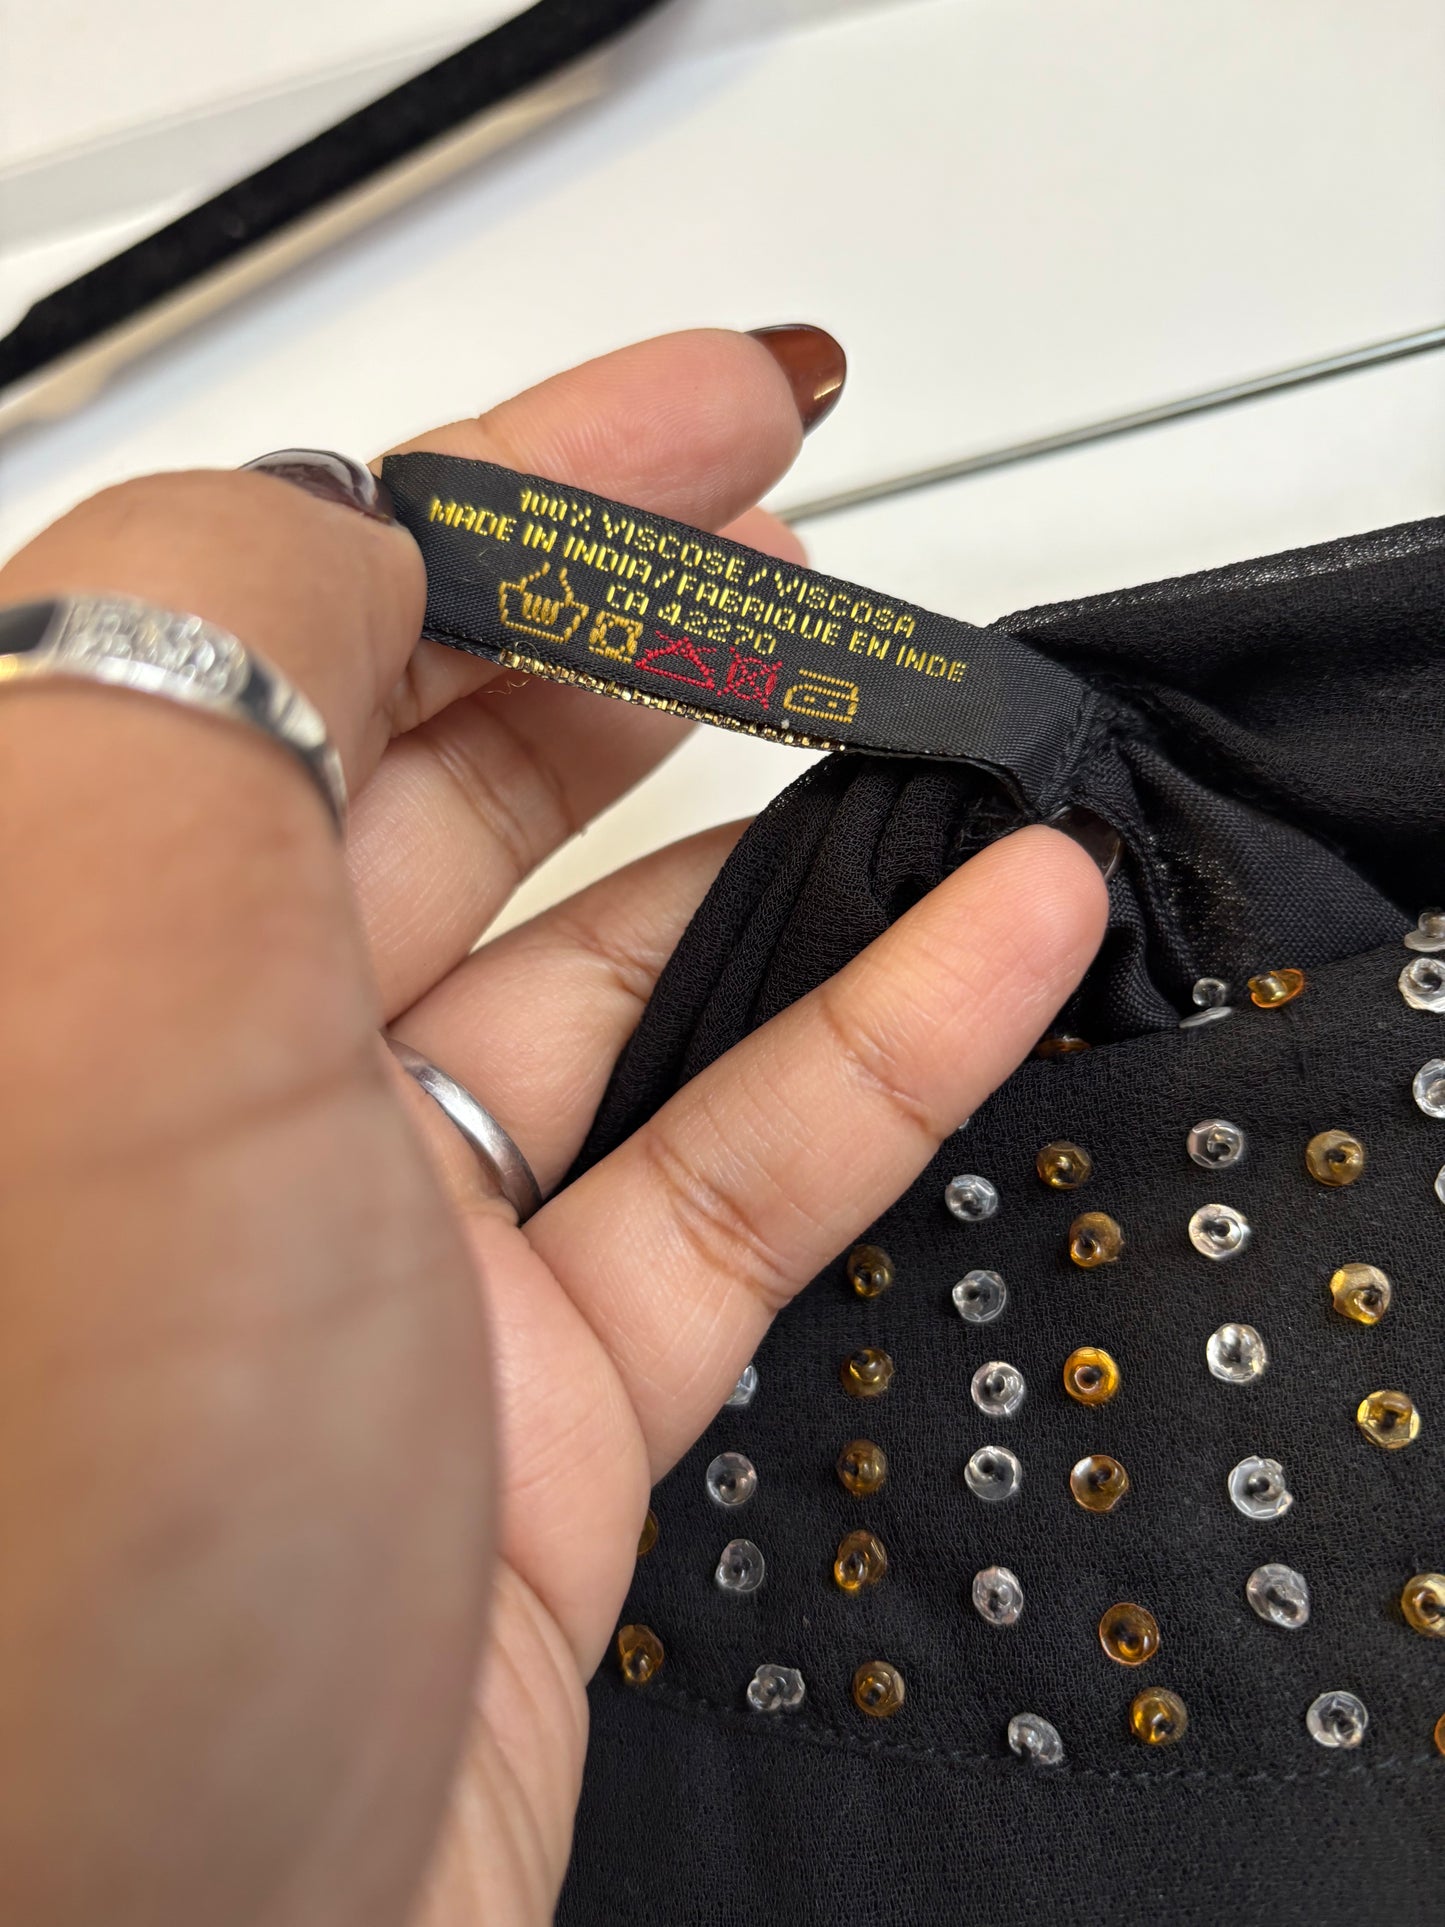 100% VISCOSE / VISCOSA
MADE IN INDIA / FABRIQUE EN INDE
CA 42270